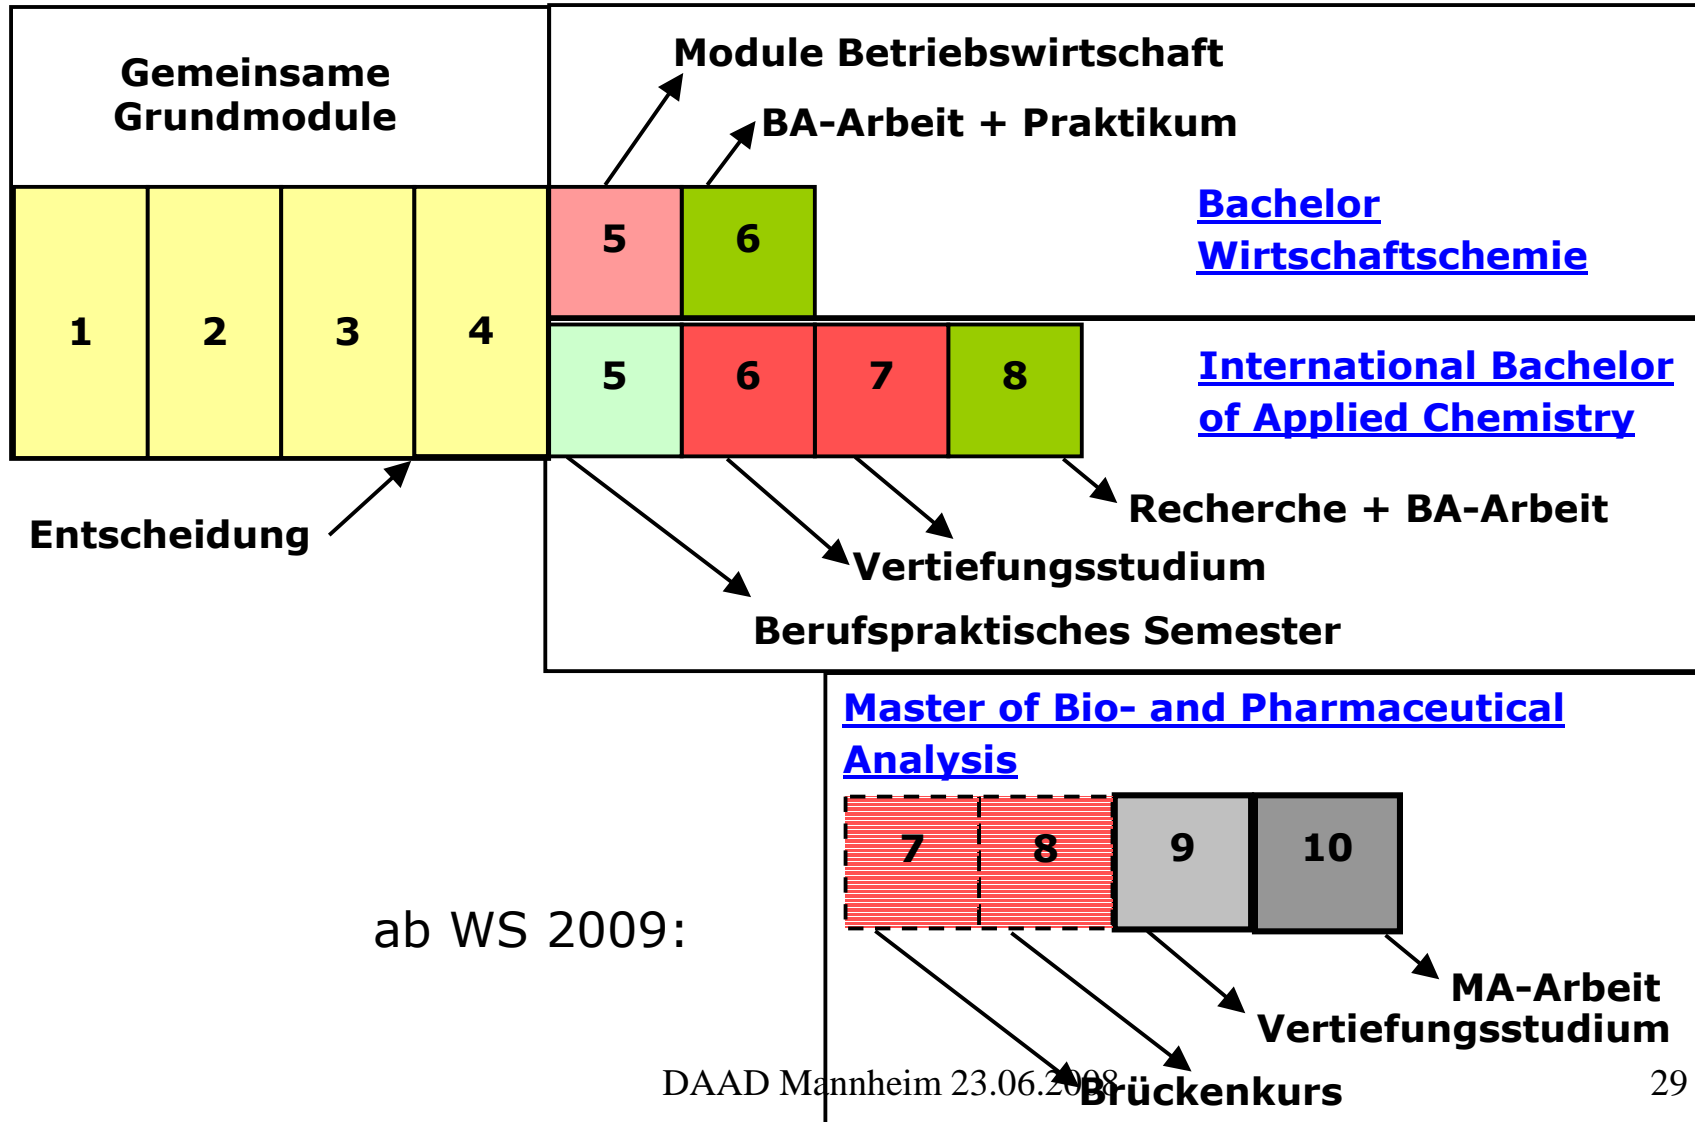 Gemeinsame
Grundmodule
Module Betriebswirtschaft
BA-Arbeit + Praktikum
1
2
3
4
5
6
Bachelor
Wirtschaftschemie
5
6
7
8
International Bachelor
of Applied Chemistry
Entscheidung
Recherche + BA-Arbeit
Vertiefungsstudium
Berufspraktisches Semester
Master of Bio- and Pharmaceutical
Analysis
7
8
9
10
ab WS 2009:
MA-Arbeit
Vertiefungsstudium
Brückenkurs
DAAD Mannheim 23.06.2008
29